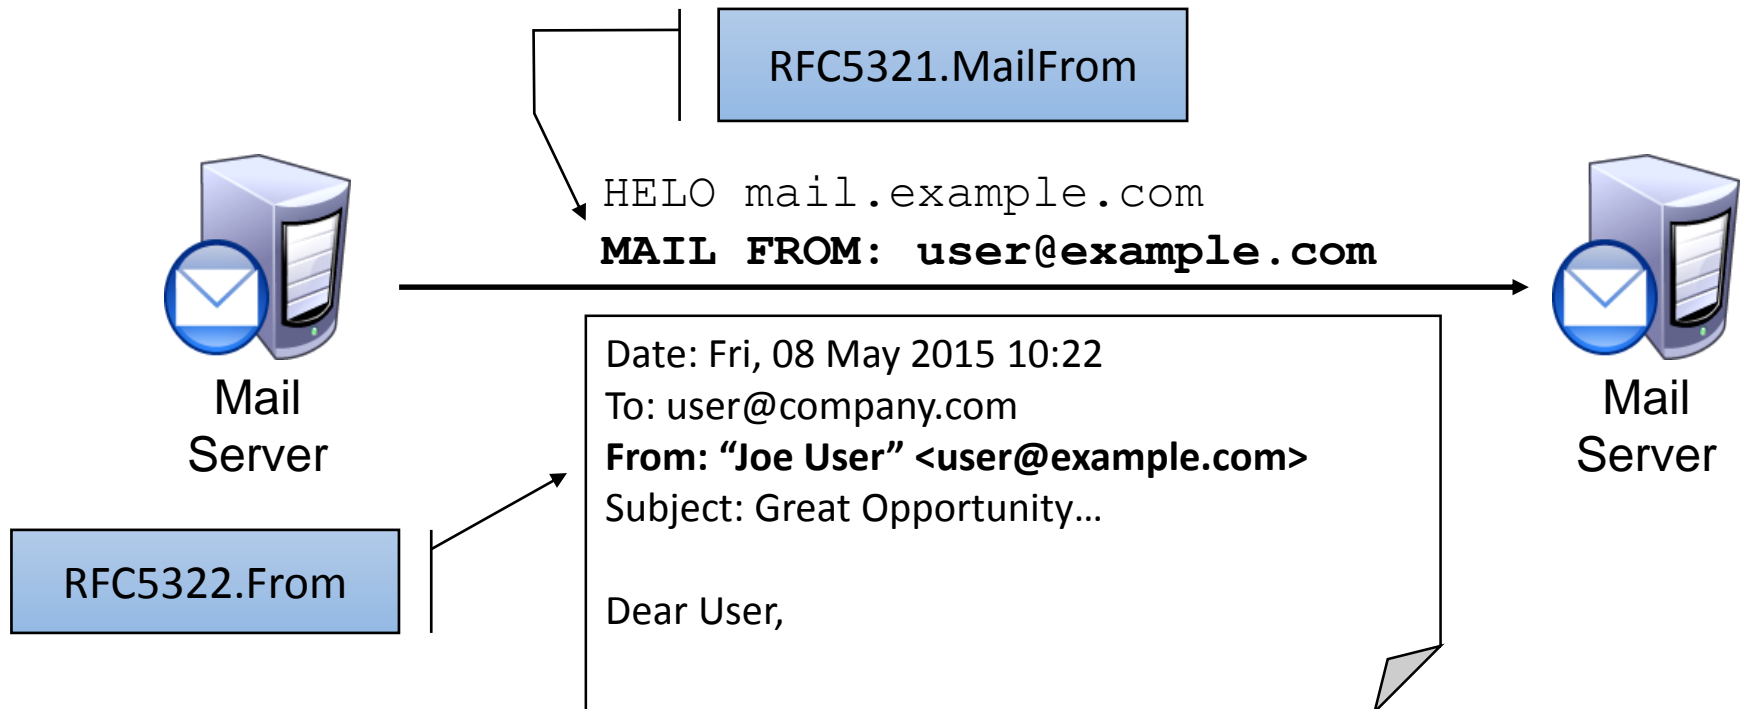 RFC5321.MailFrom
HELO mail.example.com
MAIL FROM: user@example.com
Mail
Server
Mail
Server
Date: Fri, 08 May 2015 10:22
To: user@company.com
From: “Joe User” <user@example.com>
Subject: Great Opportunity…
Dear User,
RFC5322.From